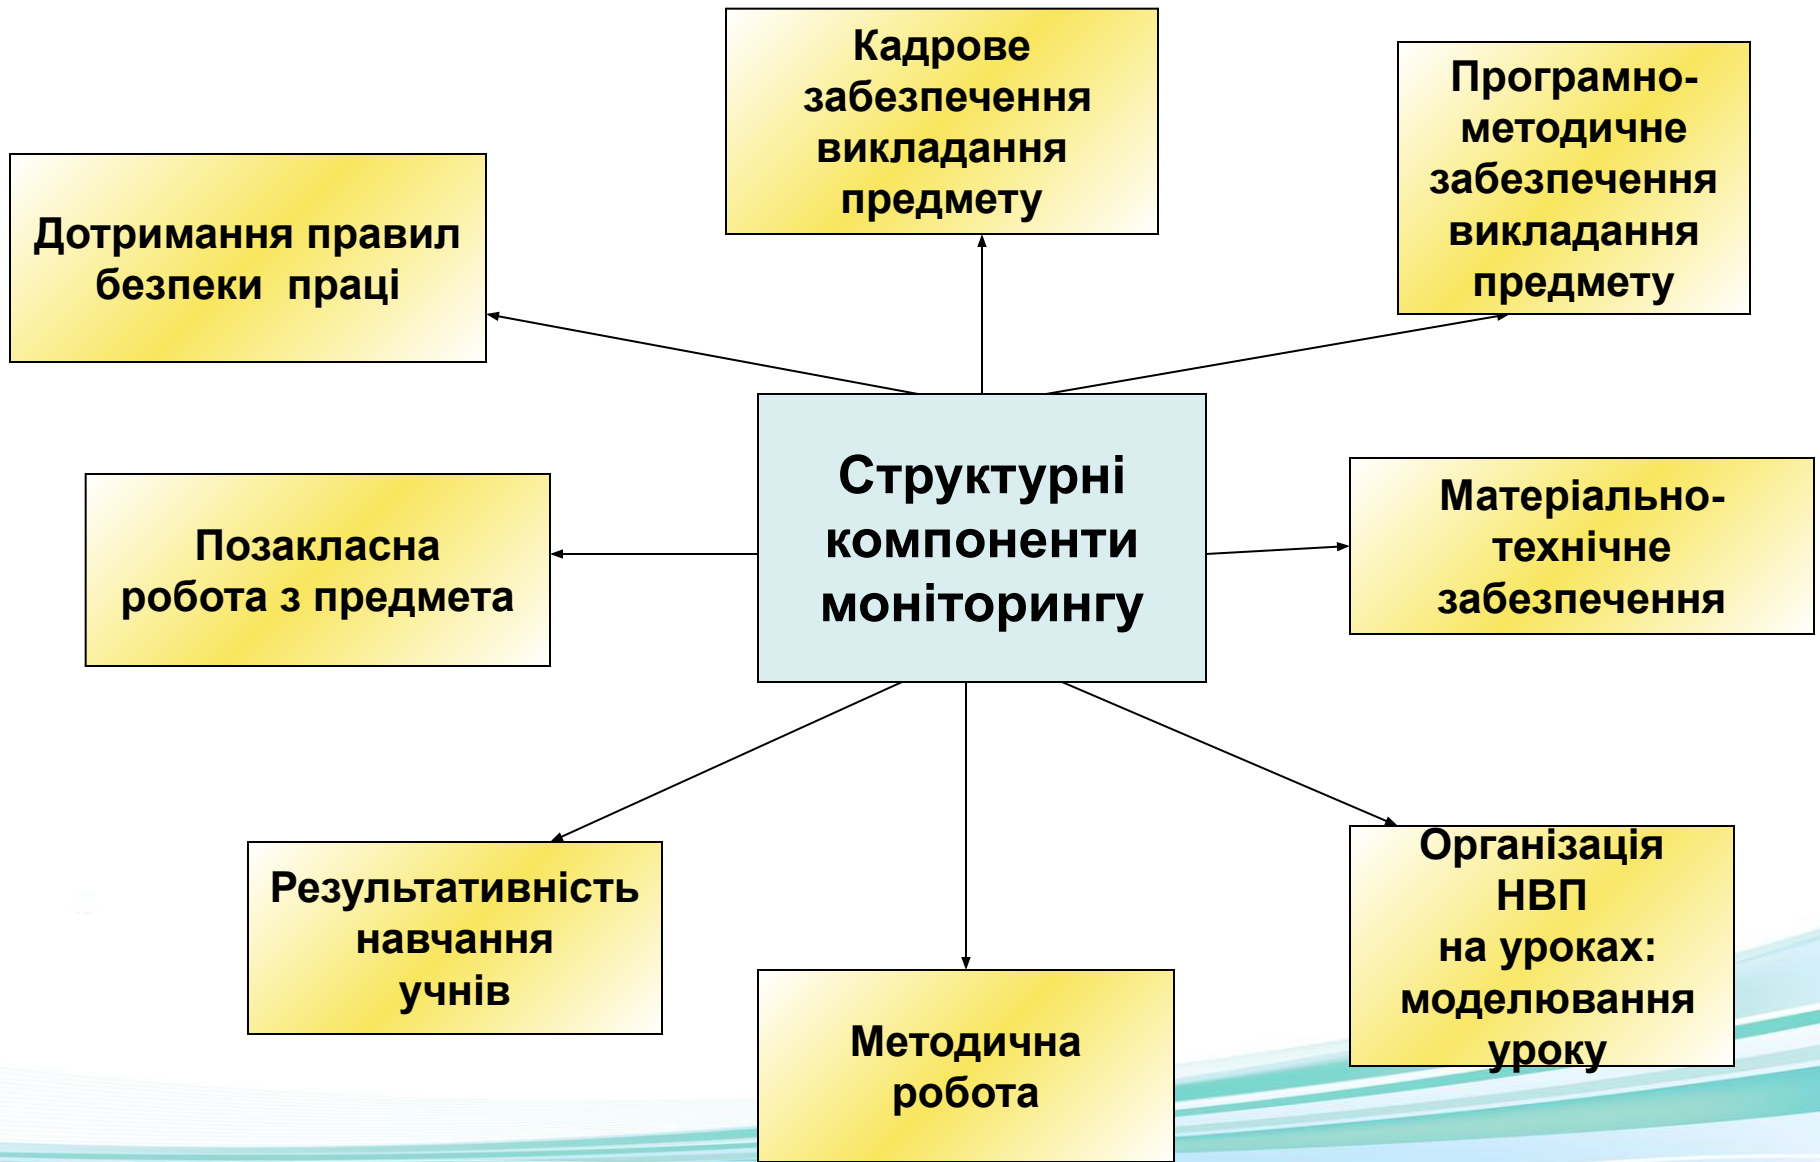 Кадрове
забезпечення
викладання
предмету
Програмно-
методичне
забезпечення
викладання
предмету
Дотримання правил
безпеки праці
Структурні
компоненти
моніторингу
Матеріально-
технічне
забезпечення
Позакласна
робота з предмета
Результативність
навчання
учнів
Методична
робота
Організація
НВП
на уроках:
моделювання
уроку